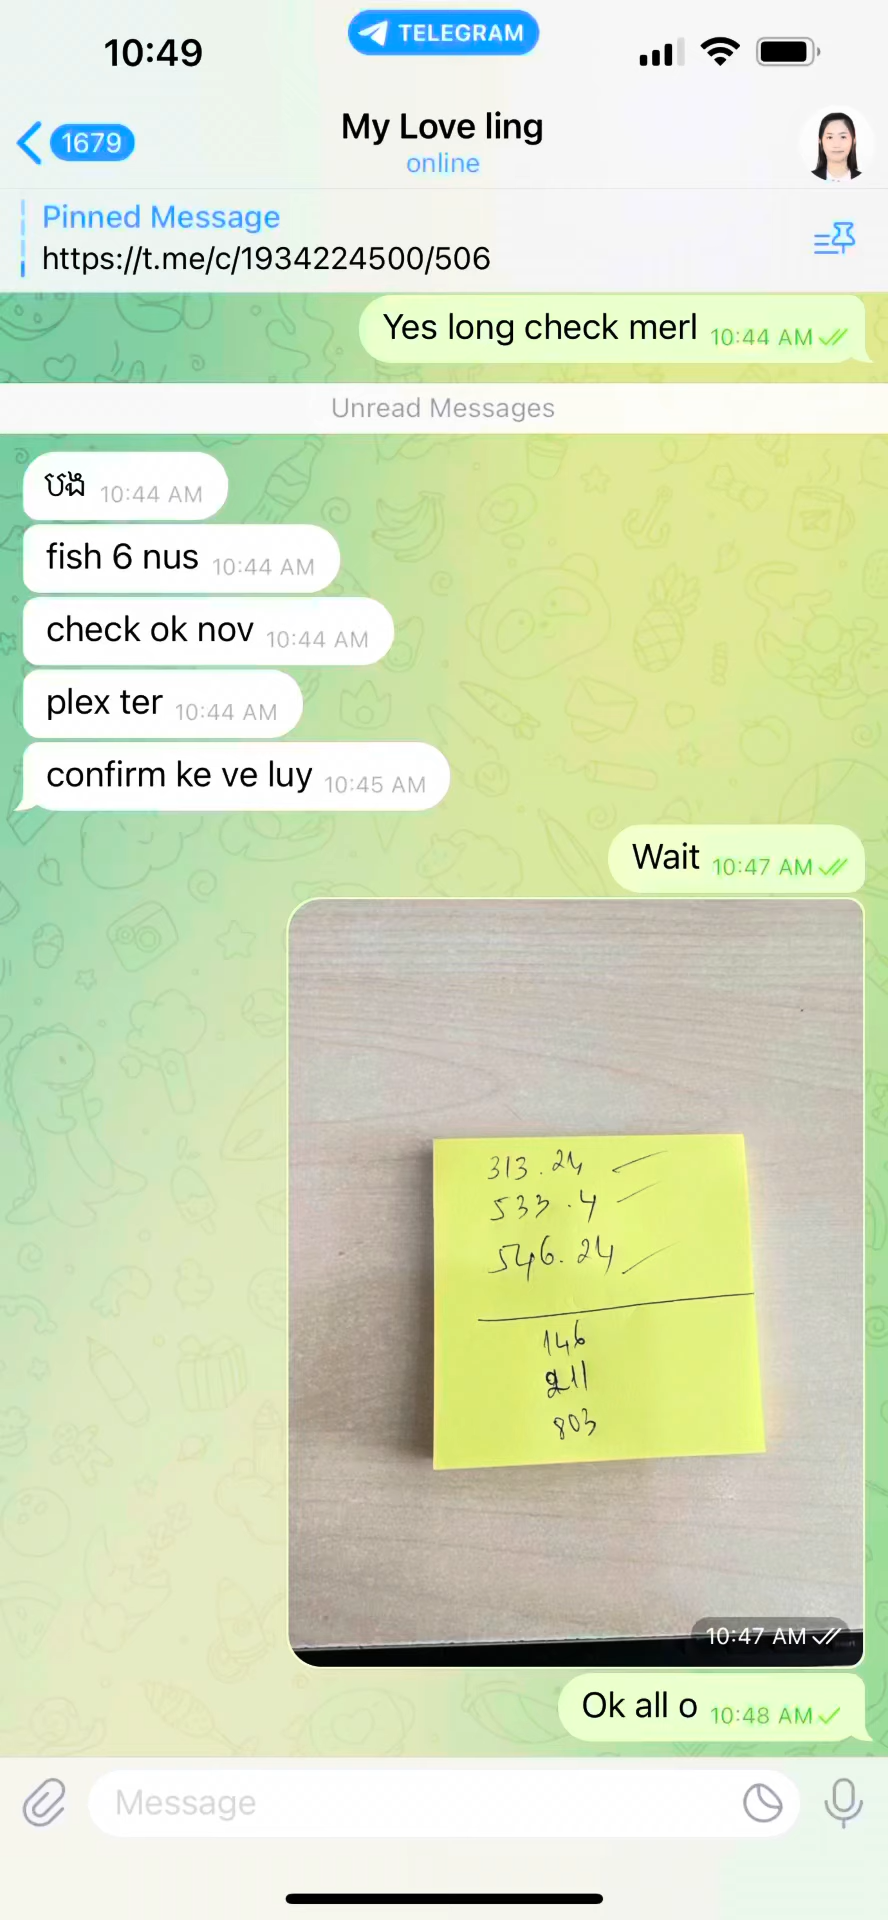 10:49
TELEGRAM
1679
My Love ling
online
Pinned Message
https://t.me/c/1934224500/506
Yes long check merl 10:44 AM
Unread Messages
បង 10:44 AM
fish 6 nus 10:44 AM
check ok nov 10:44 AM
plex ter 10:44 AM
confirm ke ve luy 10:45 AM
Wait 10:47 AM
313.24
533.4
546.24
146
211
803
10:47 AM
Ok all o 10:48 AM
Message